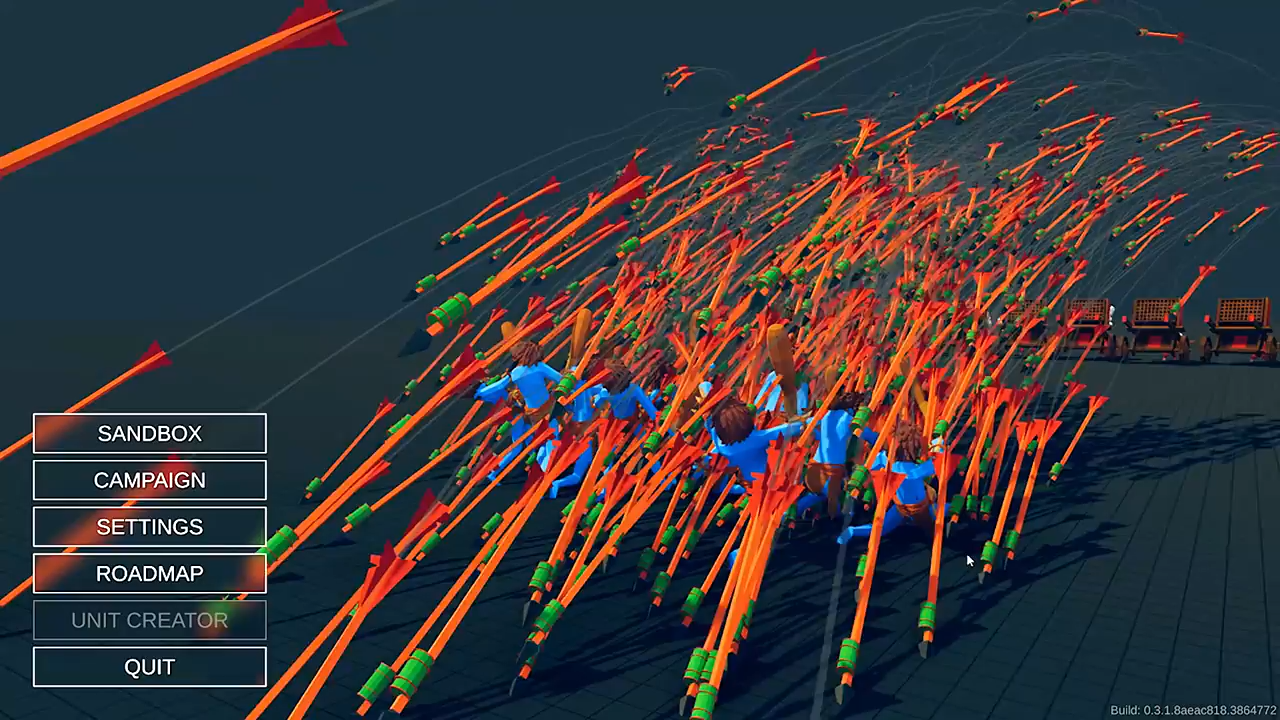 SANDBOX
CAMPAIGN
SETTINGS
ROADMAP
UNIT CREATOR
QUIT
Build: 0.3.1.8aeac818.3864772